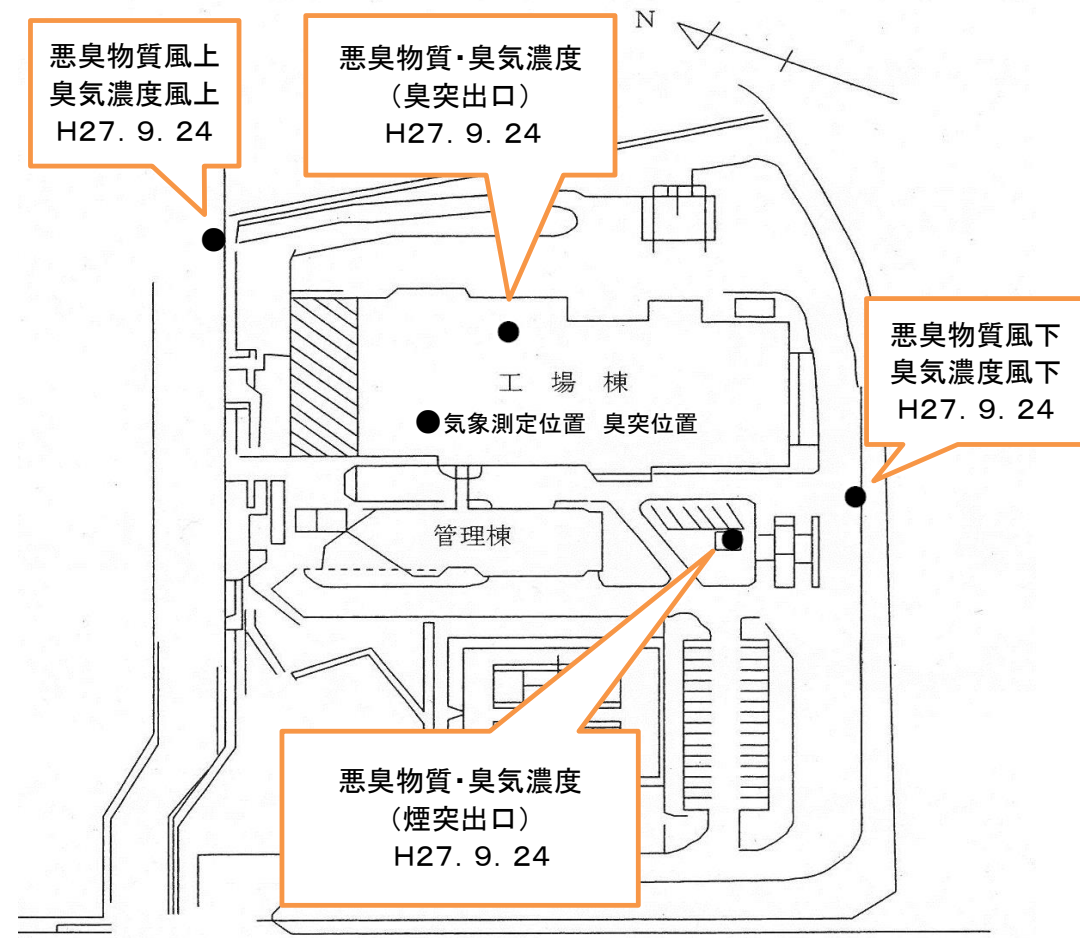 N
悪臭物質風上
臭気濃度風上
H27. 9. 24
悪臭物質・臭気濃度
(臭突出口)
H27. 9. 24
悪臭物質風下
臭気濃度風下
H27. 9. 24
工場棟
気象測定位置 臭突位置
管理棟
悪臭物質・臭気濃度
(煙突出口)
H27. 9. 24